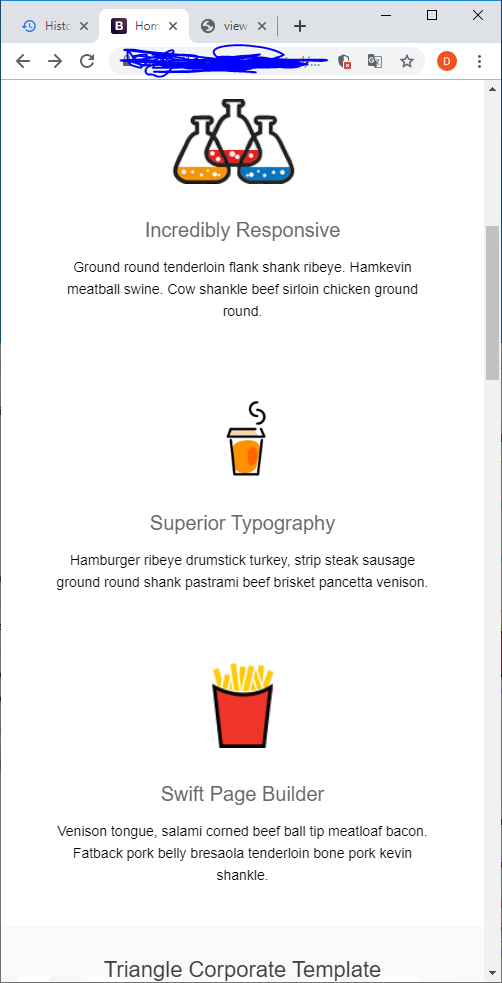 Histo
B Hom
view-
y...
D
Incredibly Responsive
Ground round tenderloin flank shank ribeye. Hamkevin
meatball swine. Cow shankle beef sirloin chicken ground
round.
Superior Typography
Hamburger ribeye drumstick turkey, strip steak sausage
ground round shank pastrami beef brisket pancetta venison.
Swift Page Builder
Venison tongue, salami corned beef ball tip meatloaf bacon.
Fatback pork belly bresaola tenderloin bone pork kevin
shankle.
Triangle Corporate Template